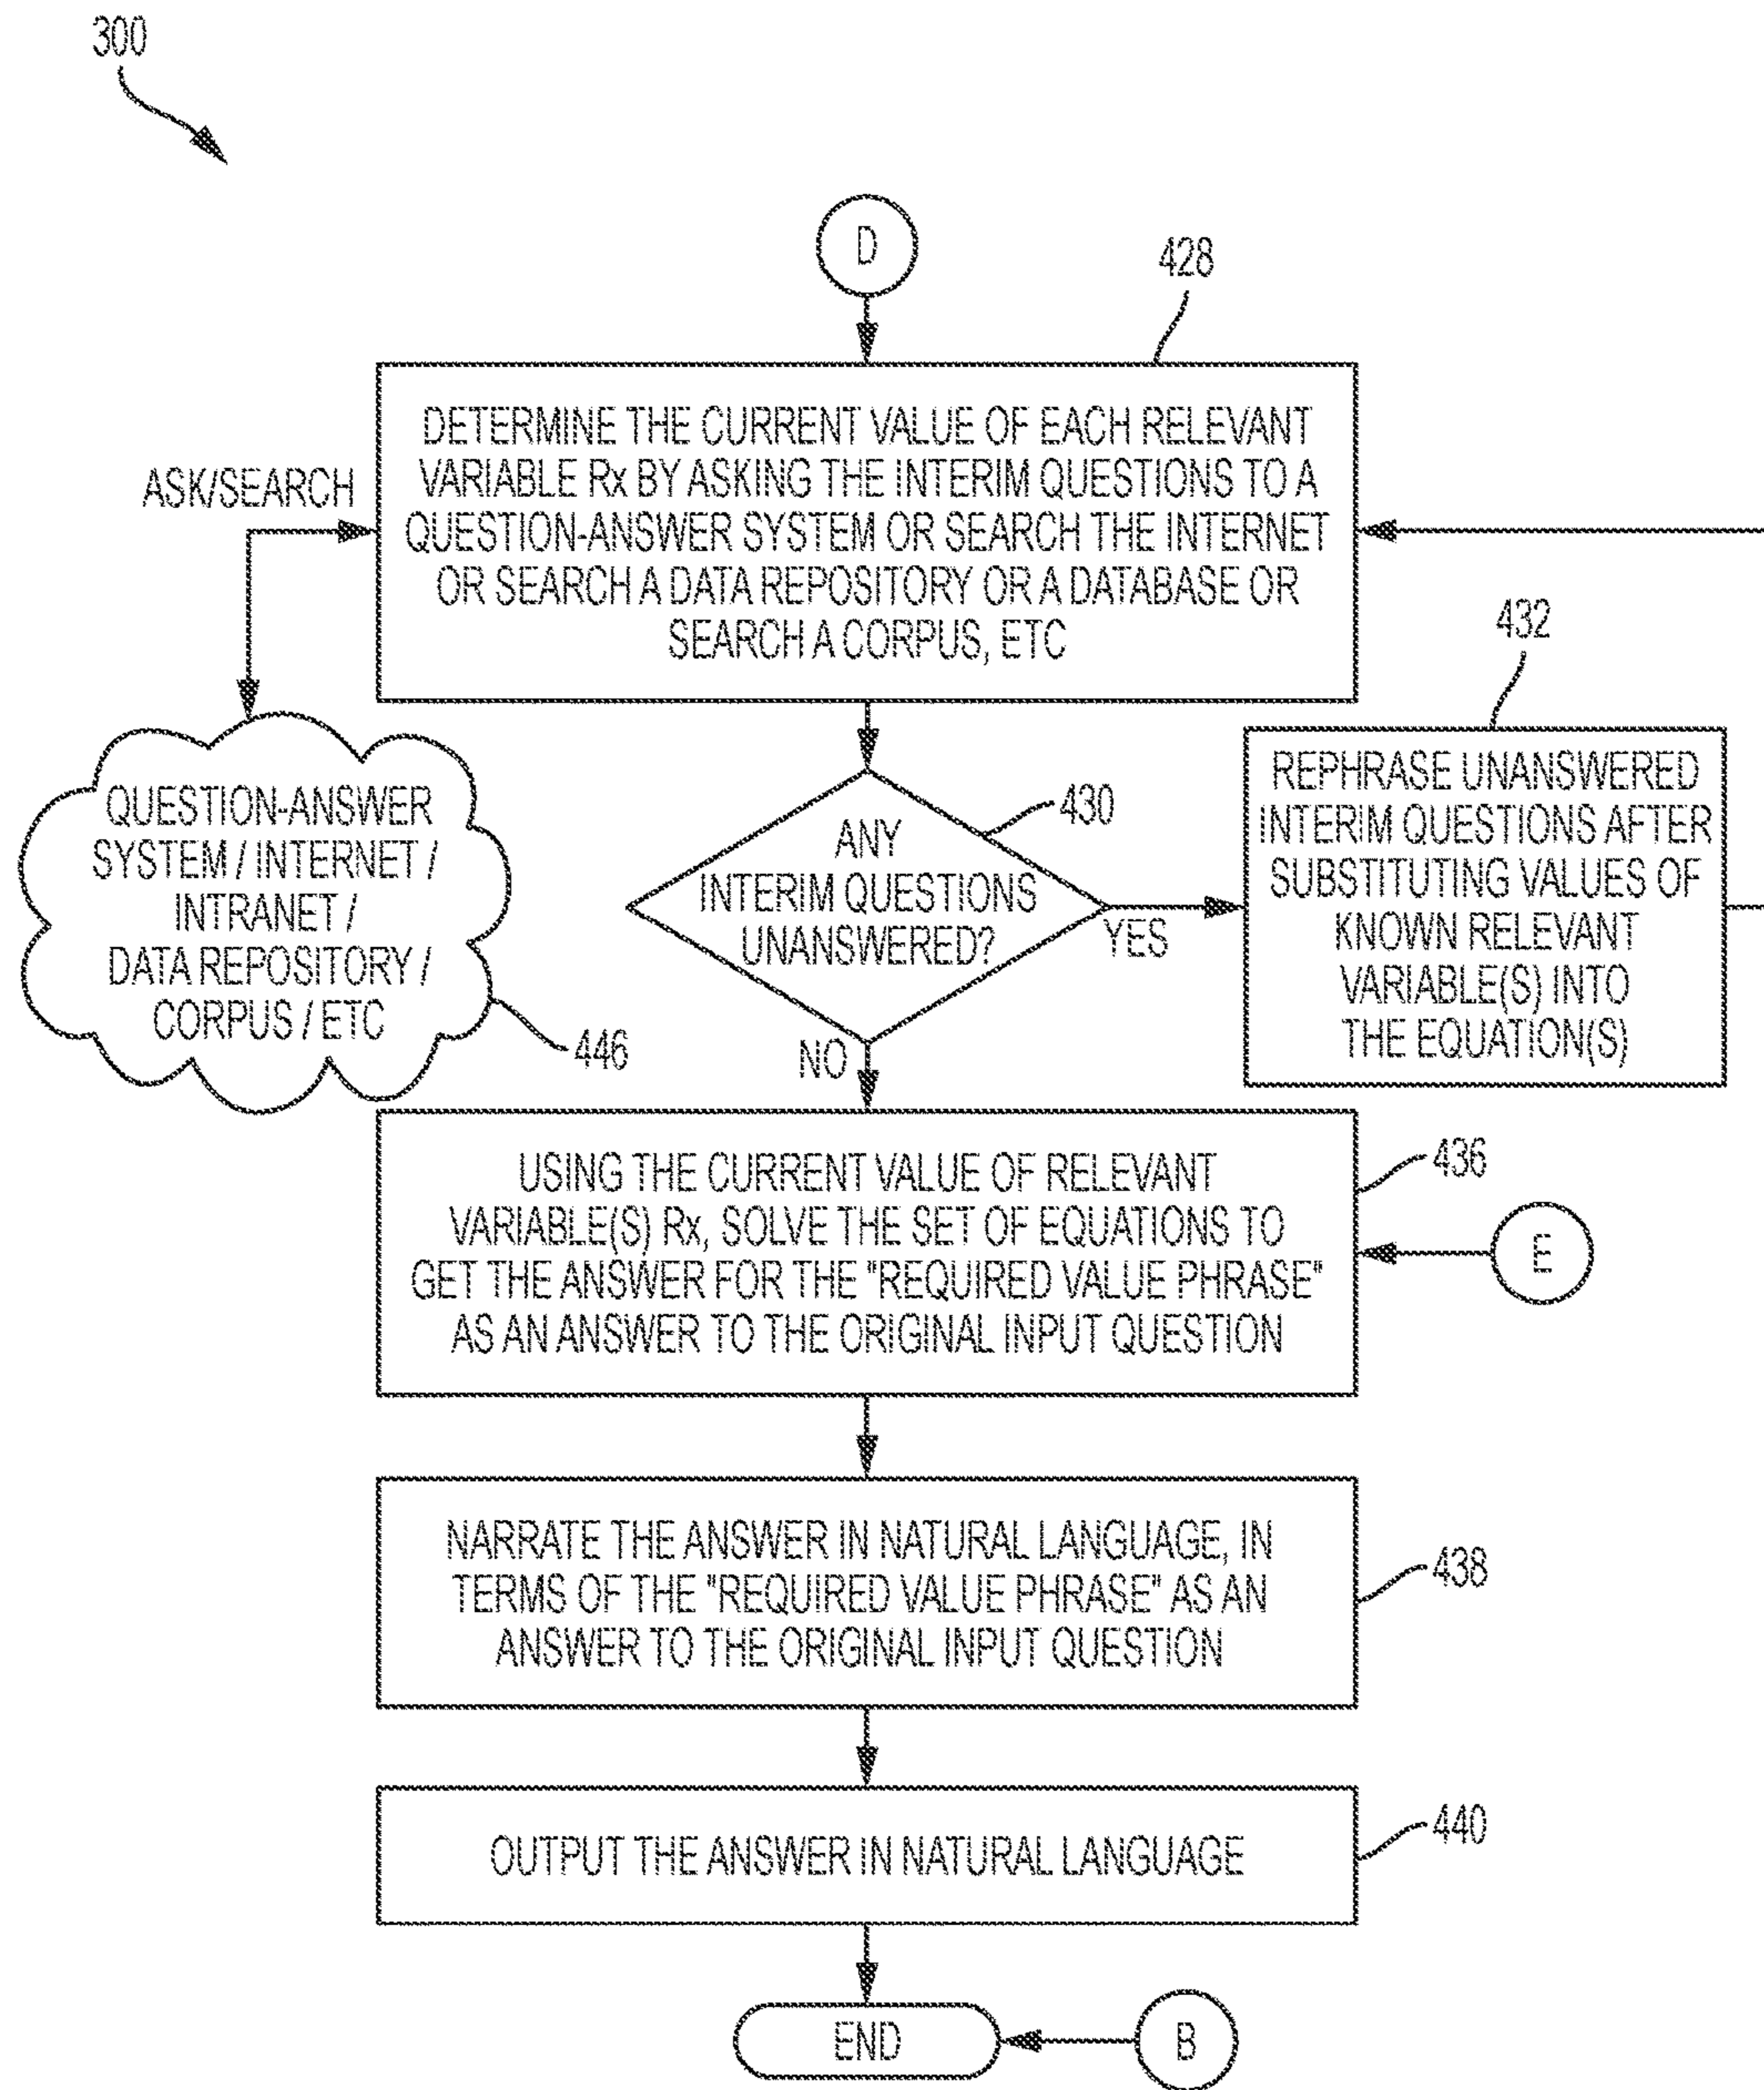 300
D
428
DETERMINE THE CURRENT VALUE OF EACH RELEVANT
VARIABLE Rx BY ASKING THE INTERIM QUESTIONS TO A
QUESTION-ANSWER SYSTEM OR SEARCH THE INTERNET
OR SEARCH A DATA REPOSITORY OR A DATABASE OR
SEARCH A CORPUS, ETC
ASK/SEARCH
QUESTION-ANSWER
SYSTEM / INTERNET /
INTRANET /
DATA REPOSITORY /
CORPUS / ETC
446
ANY
INTERIM QUESTIONS
UNANSWERED?
430
YES
NO
432
REPHRASE UNANSWERED
INTERIM QUESTIONS AFTER
SUBSTITUTING VALUES OF
KNOWN RELEVANT
VARIABLE(S) INTO
THE EQUATION(S)
USING THE CURRENT VALUE OF RELEVANT
VARIABLE(S) Rx, SOLVE THE SET OF EQUATIONS TO
GET THE ANSWER FOR THE "REQUIRED VALUE PHRASE"
AS AN ANSWER TO THE ORIGINAL INPUT QUESTION
436
E
NARRATE THE ANSWER IN NATURAL LANGUAGE, IN
TERMS OF THE "REQUIRED VALUE PHRASE" AS AN
ANSWER TO THE ORIGINAL INPUT QUESTION
438
OUTPUT THE ANSWER IN NATURAL LANGUAGE
440
END
B